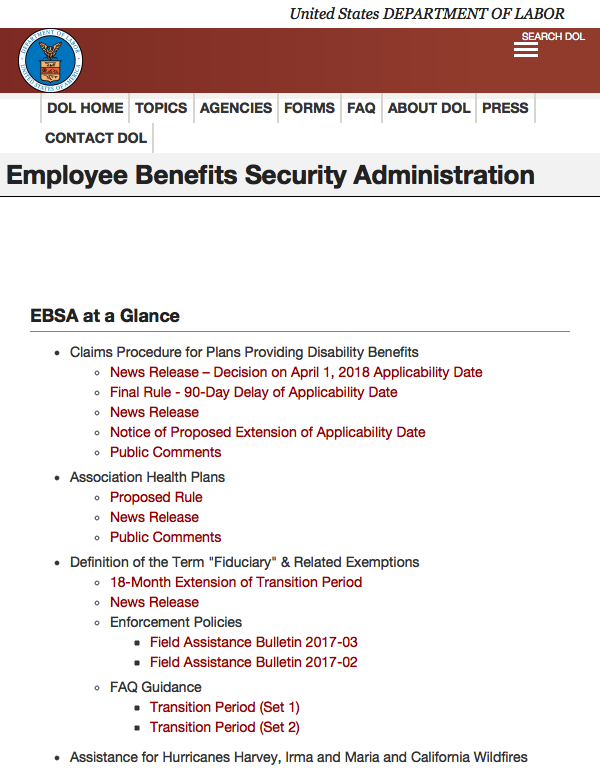 United States DEPARTMENT OF LABOR
SEARCH DOL
DEPARTMENT OF LABOR
UNITED STATES OF AMERICA
DOL HOME TOPICS AGENCIES FORMS FAQ ABOUT DOL PRESS
CONTACT DOL
Employee Benefits Security Administration
EBSA at a Glance
Claims Procedure for Plans Providing Disability Benefits
News Release – Decision on April 1, 2018 Applicability Date
Final Rule - 90-Day Delay of Applicability Date
News Release
Notice of Proposed Extension of Applicability Date
Public Comments
Association Health Plans
Proposed Rule
News Release
Public Comments
Definition of the Term "Fiduciary" & Related Exemptions
18-Month Extension of Transition Period
News Release
Enforcement Policies
Field Assistance Bulletin 2017-03
Field Assistance Bulletin 2017-02
FAQ Guidance
Transition Period (Set 1)
Transition Period (Set 2)
Assistance for Hurricanes Harvey, Irma and Maria and California Wildfires